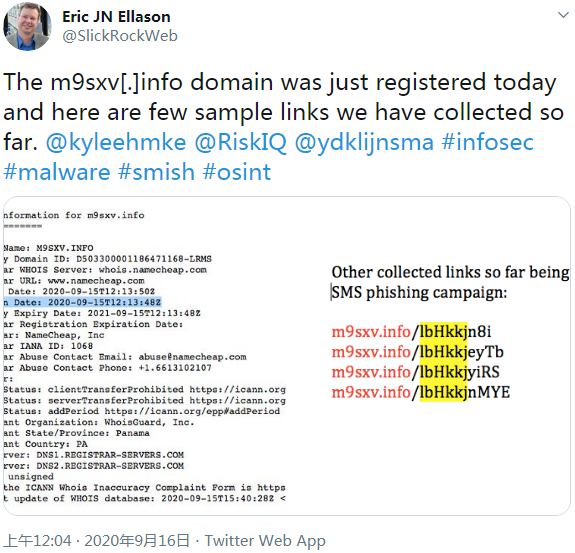 Eric JN Ellason
@SlickRockWeb
The m9sxv[.]info domain was just registered today
and here are few sample links we have collected so
far. @kyleehmke @RiskIQ @ydklijnsma #infosec
#malware #smish #osint
nformation for m9sxv.info
=======
Name: M9SXV.INFO
y Domain ID: D503300001186471168-LRMS
ar WHOIS Server: whois.namecheap.com
ar URL: www.namecheap.com
Date: 2020-09-15T12:13:50Z
n Date: 2020-09-15T12:13:48Z
y Expiry Date: 2021-09-15T12:13:48Z
ar Registration Expiration Date:
ar: NameCheap, Inc
ar IANA ID: 1068
ar Abuse Contact Email: abuse@namecheap.com
ar Abuse Contact Phone: +1.6613102107
r:
Status: clientTransferProhibited https://icann.org
Status: serverTransferProhibited https://icann.org
Status: addPeriod https://icann.org/epp#addPeriod
ant Organization: WhoisGuard, Inc.
ant State/Province: Panama
ant Country: PA
rver: DNS1.REGISTRAR-SERVERS.COM
rver: DNS2.REGISTRAR-SERVERS.COM
unsigned
the ICANN Whois Inaccuracy Complaint Form is https
t update of WHOIS database: 2020-09-15T15:40:28Z <
Other collected links so far being
SMS phishing campaign:
m9sxv.info/lbHkkjn8i
m9sxv.info/lbHkkjeyTb
m9sxv.info/lbHkkjyiRS
m9sxv.info/lbHkkjnMYE
上午12:04 · 2020年9月16日 · Twitter Web App